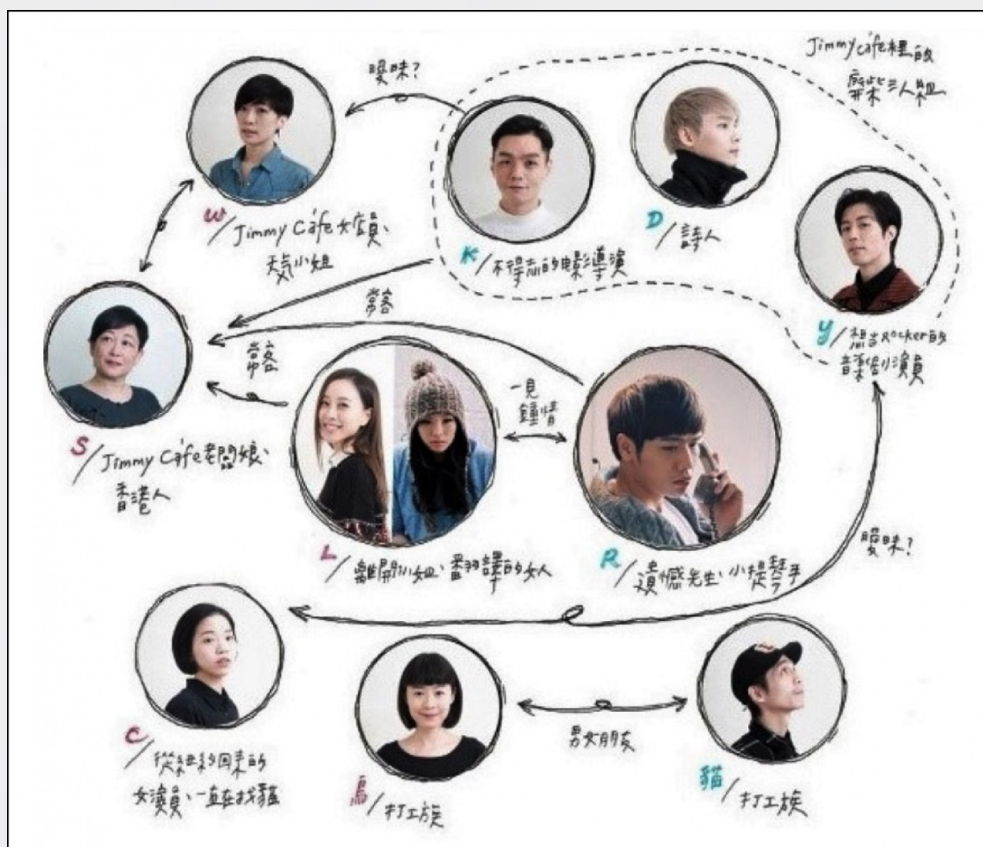 Jimmy cafe裡的
廢柴三人組
曖昧?
W/Jimmy Cafe女店員、
天氣小姐
K/不得志的电影導演
D/詩人
Y/想当Rocker的
音楽劇演員
常客
常客
S/Jimmy Cafe老闆娘、
香港人
一見
鍾情
L/離開小姐、翻譯的女人
R/遺憾先生、小提琴手
曖昧?
C/從紐約回來的
女演員、一直在找貓
鳥/打工族
男女朋友
貓/打工族